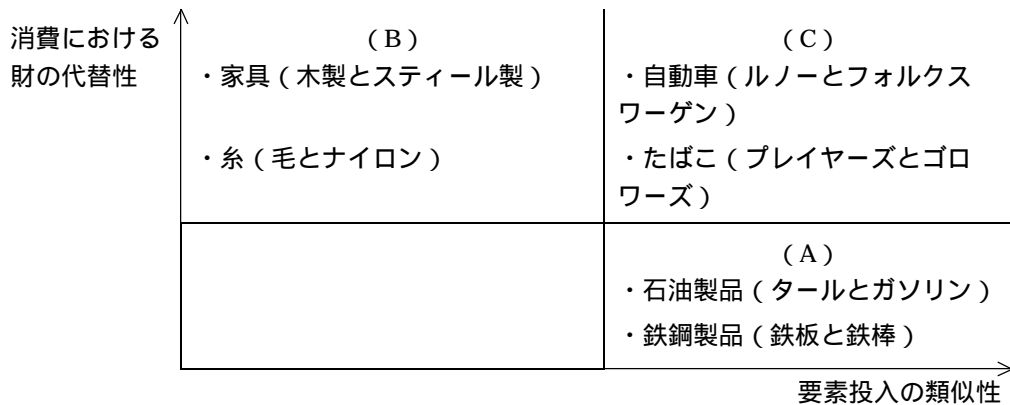 消費における
財の代替性
(B)
・家具(木製とスティール製)
・糸(毛とナイロン)
(C)
・自動車(ルノーとフォルクス
ワーゲン)
・たばこ(プレイヤーズとゴロ
ワーズ)
(A)
・石油製品(タールとガソリン)
・鉄鋼製品(鉄板と鉄棒)
要素投入の類似性